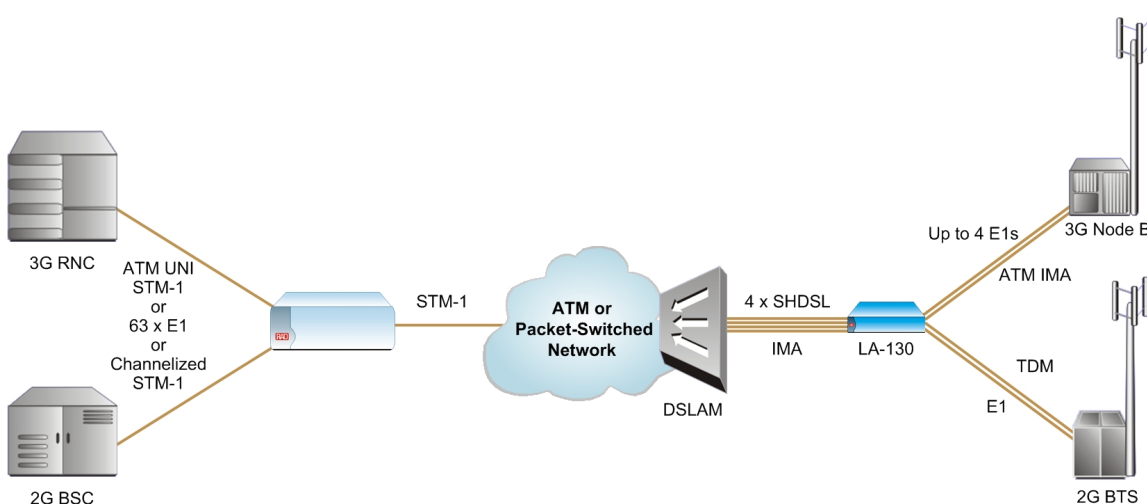 3G RNC
ATM UNI
STM-1
or
63 x E1
or
Channelized
STM-1
2G BSC
RAD
STM-1
ATM or
Packet-Switched
Network
DSLAM
4 x SHDSL
IMA
LA-130
Up to 4 E1s
ATM IMA
3G Node B
TDM
E1
2G BTS